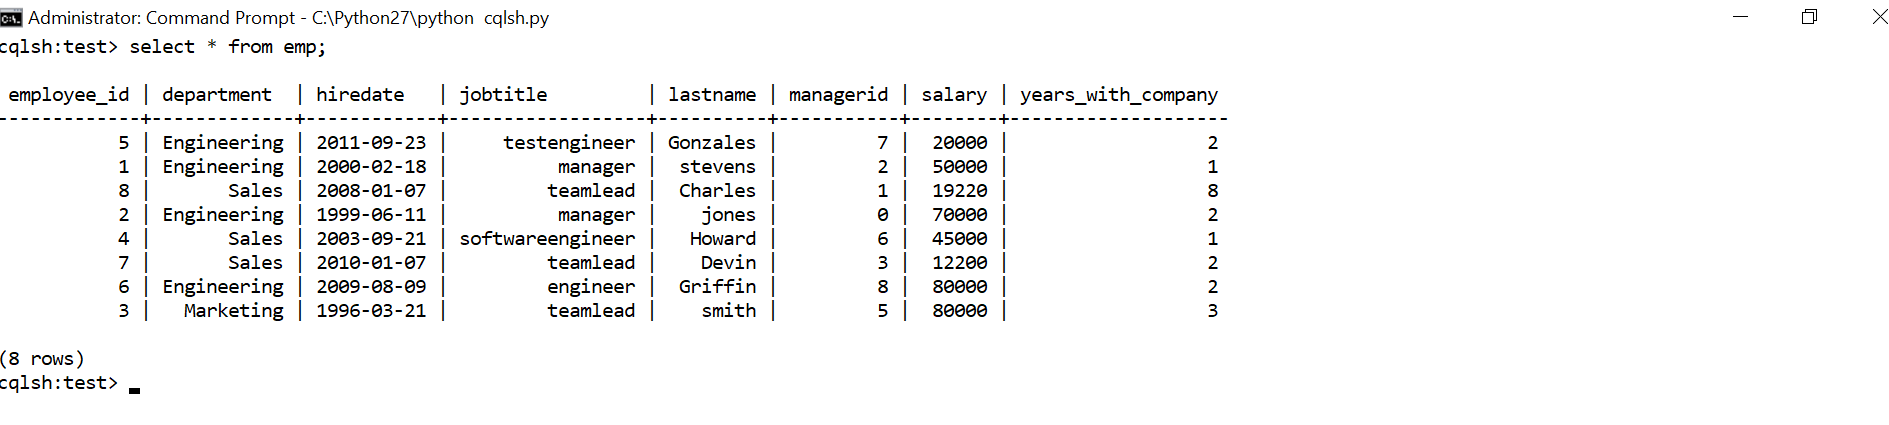 Administrator: Command Prompt - C:\Python27\python  cqlsh.py
cqlsh:test> select * from emp;
 employee_id | department  | hiredate   | jobtitle         | lastname | managerid | salary | years_with_company
-------------+-------------+------------+------------------+----------+-----------+--------+--------------------
           5 | Engineering | 2011-09-23 |     testengineer | Gonzales |         7 |  20000 |                  2
           1 | Engineering | 2000-02-18 |          manager |  stevens |         2 |  50000 |                  1
           8 |       Sales | 2008-01-07 |         teamlead |  Charles |         1 |  19220 |                  8
           2 | Engineering | 1999-06-11 |          manager |    jones |         0 |  70000 |                  2
           4 |       Sales | 2003-09-21 | softwareengineer |   Howard |         6 |  45000 |                  1
           7 |       Sales | 2010-01-07 |         teamlead |    Devin |         3 |  12200 |                  2
           6 | Engineering | 2009-08-09 |         engineer |  Griffin |         8 |  80000 |                  2
           3 |   Marketing | 1996-03-21 |         teamlead |    smith |         5 |  80000 |                  3
(8 rows)
cqlsh:test>